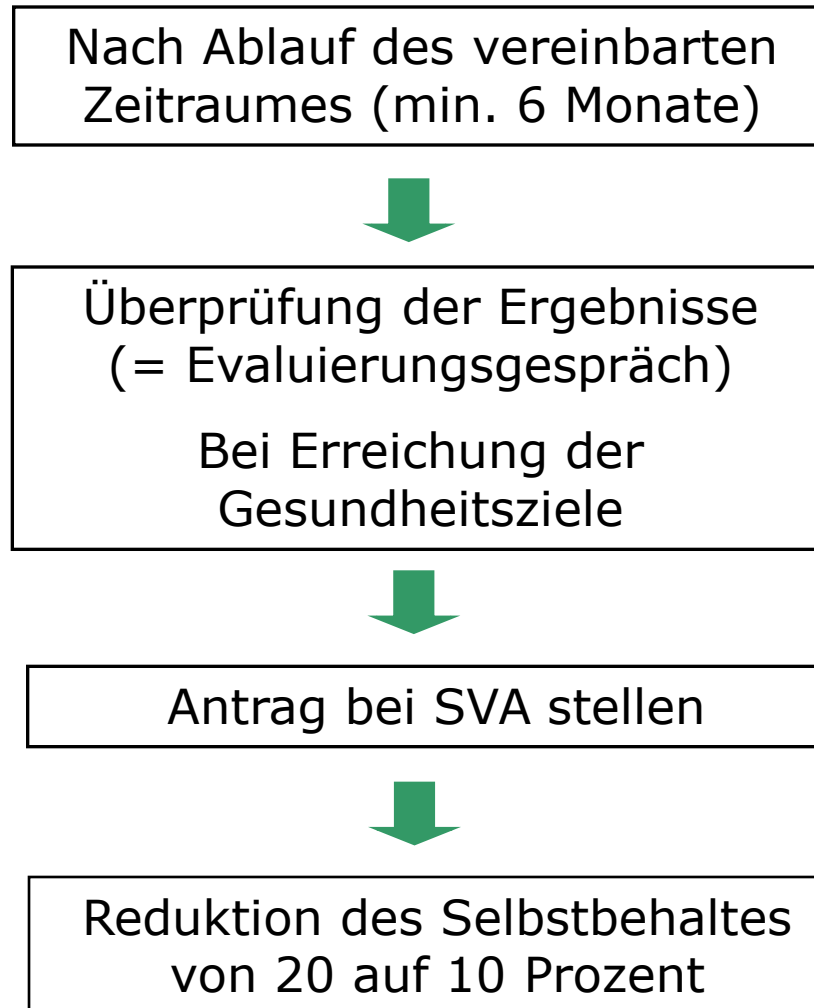 Nach Ablauf des vereinbarten
Zeitraumes (min. 6 Monate)
Überprüfung der Ergebnisse
(= Evaluierungsgespräch)
Bei Erreichung der
Gesundheitsziele
Antrag bei SVA stellen
Reduktion des Selbstbehaltes
von 20 auf 10 Prozent